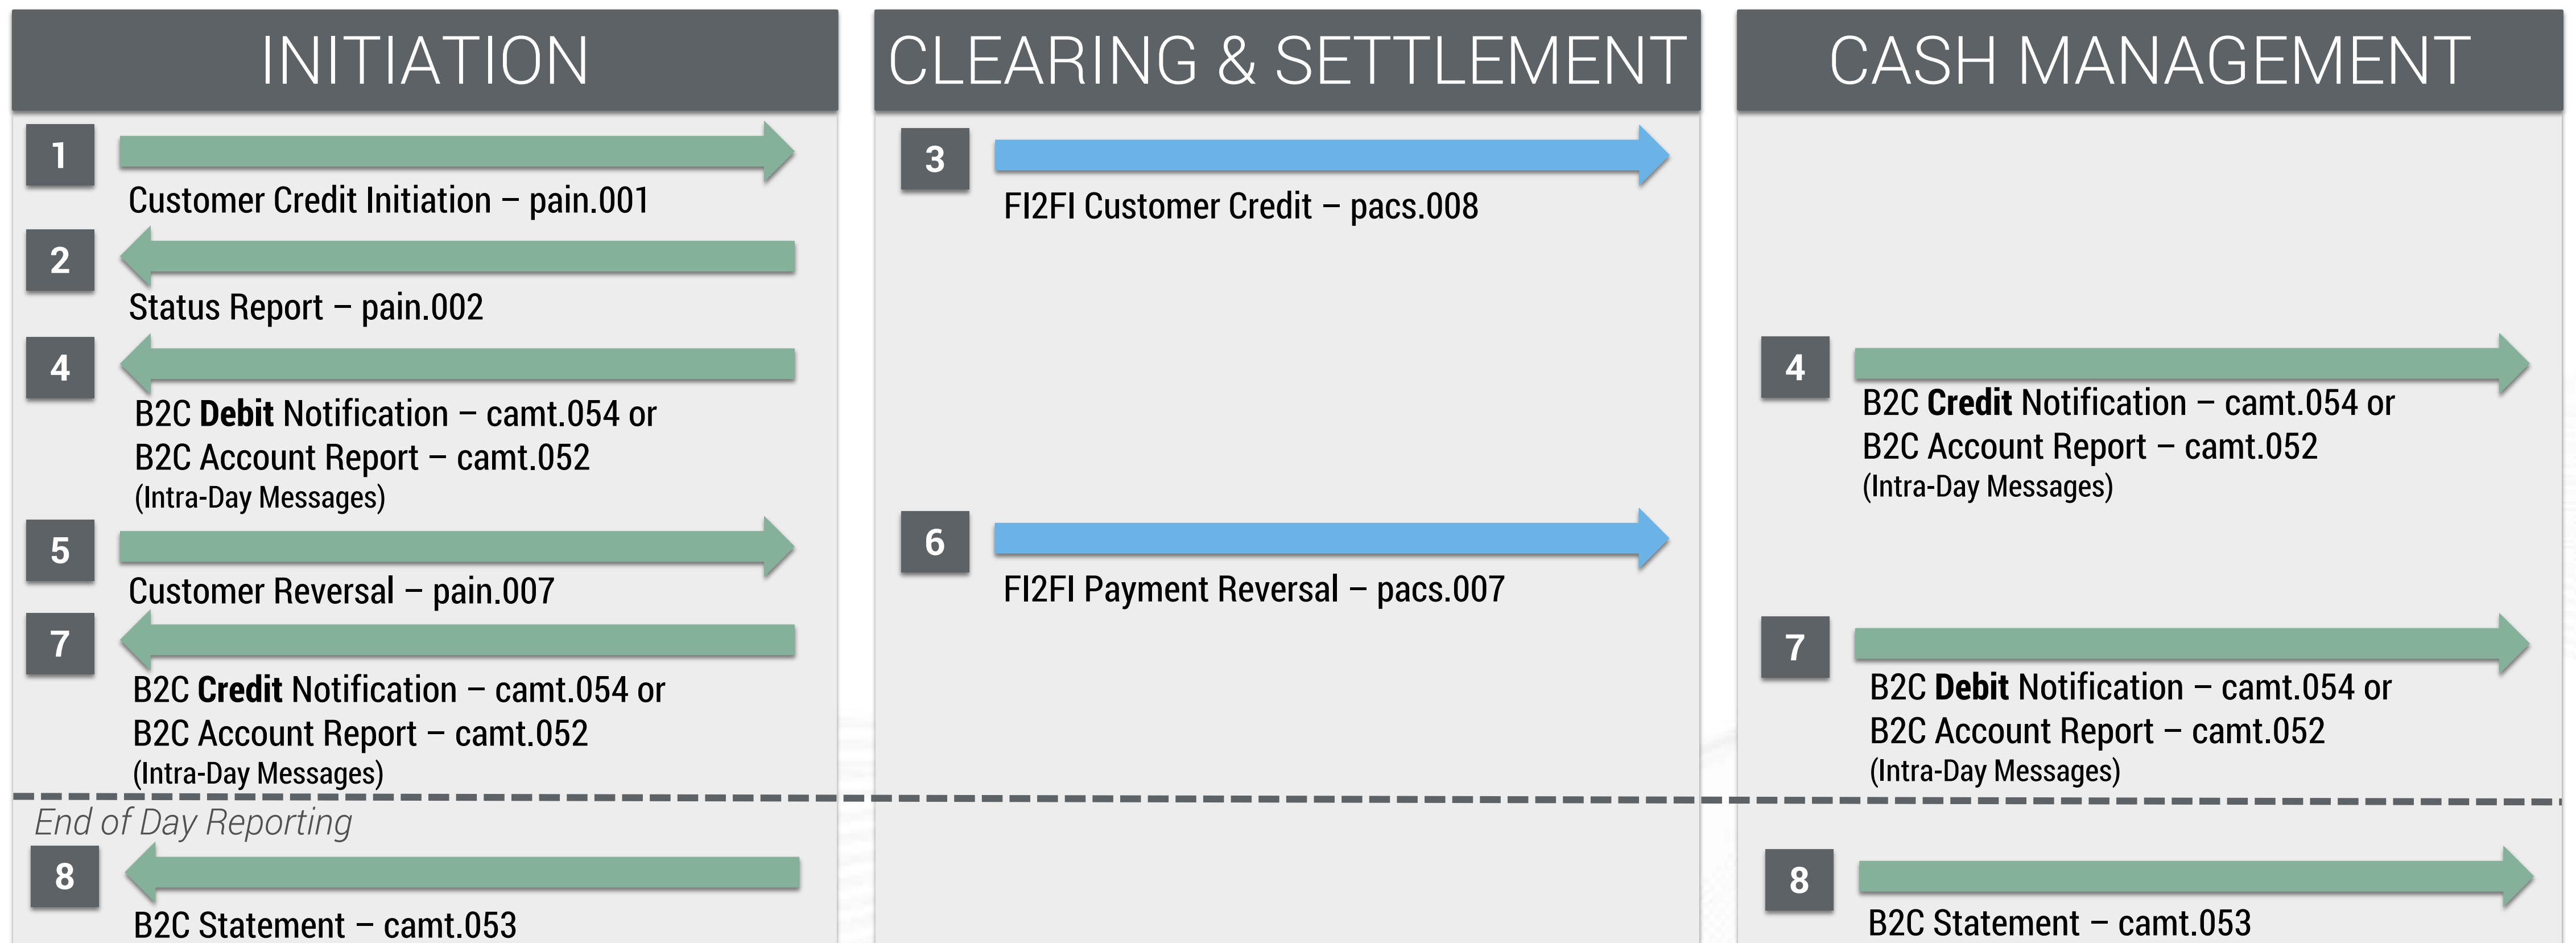 INITIATION
1
Customer Credit Initiation – pain.001
2
Status Report – pain.002
4
B2C Debit Notification – camt.054 or
B2C Account Report – camt.052
(Intra-Day Messages)
5
Customer Reversal – pain.007
7
B2C Credit Notification – camt.054 or
B2C Account Report – camt.052
(Intra-Day Messages)
End of Day Reporting
8
B2C Statement – camt.053
CLEARING & SETTLEMENT
3
FI2FI Customer Credit – pacs.008
6
FI2FI Payment Reversal – pacs.007
CASH MANAGEMENT
4
B2C Credit Notification – camt.054 or
B2C Account Report – camt.052
(Intra-Day Messages)
7
B2C Debit Notification – camt.054 or
B2C Account Report – camt.052
(Intra-Day Messages)
8
B2C Statement – camt.053